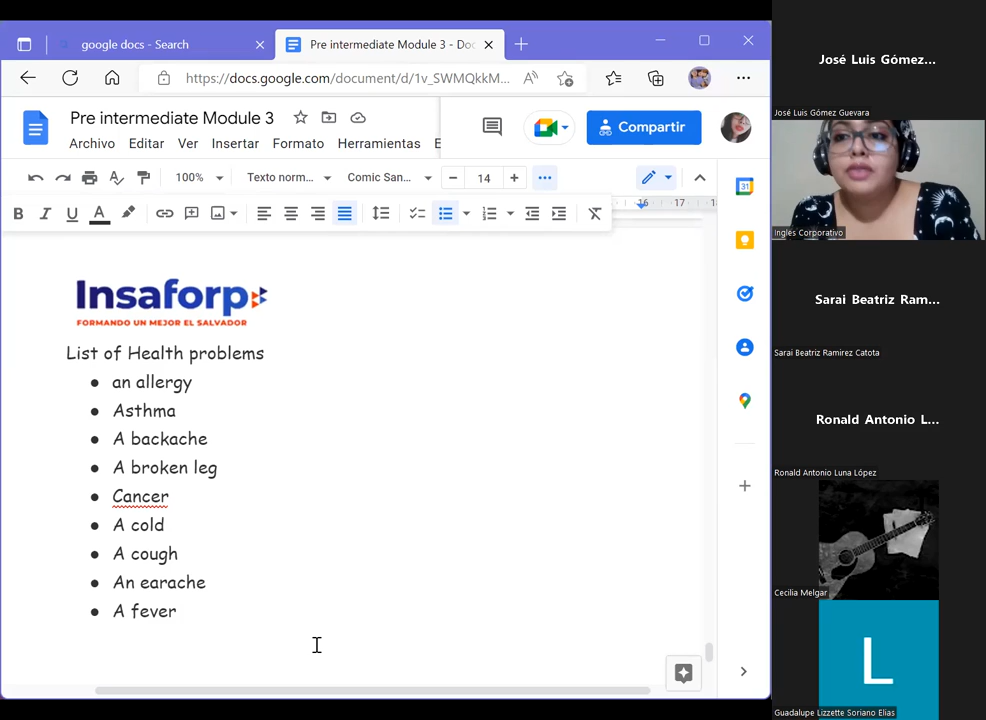 google docs - Search
Pre intermediate Module 3 - Doc
https://docs.google.com/document/d/1v_SWMQkkM...
Pre intermediate Module 3
Compartir
Archivo Editar Ver Insertar Formato Herramientas E
100% Texto norm... Comic San... 14
16 17
Insaforp
FORMANDO UN MEJOR EL SALVADOR
List of Health problems
an allergy
Asthma
A backache
A broken leg
Cancer
A cold
A cough
An earache
A fever
José Luis Gómez...
José Luis Gómez Guevara
Inglés Corporativo
Sarai Beatriz Ram...
Sarai Beatriz Ramirez Catota
Ronald Antonio L...
Ronald Antonio Luna López
Cecilia Melgar
L
Guadalupe Lizzette Soriano Elias